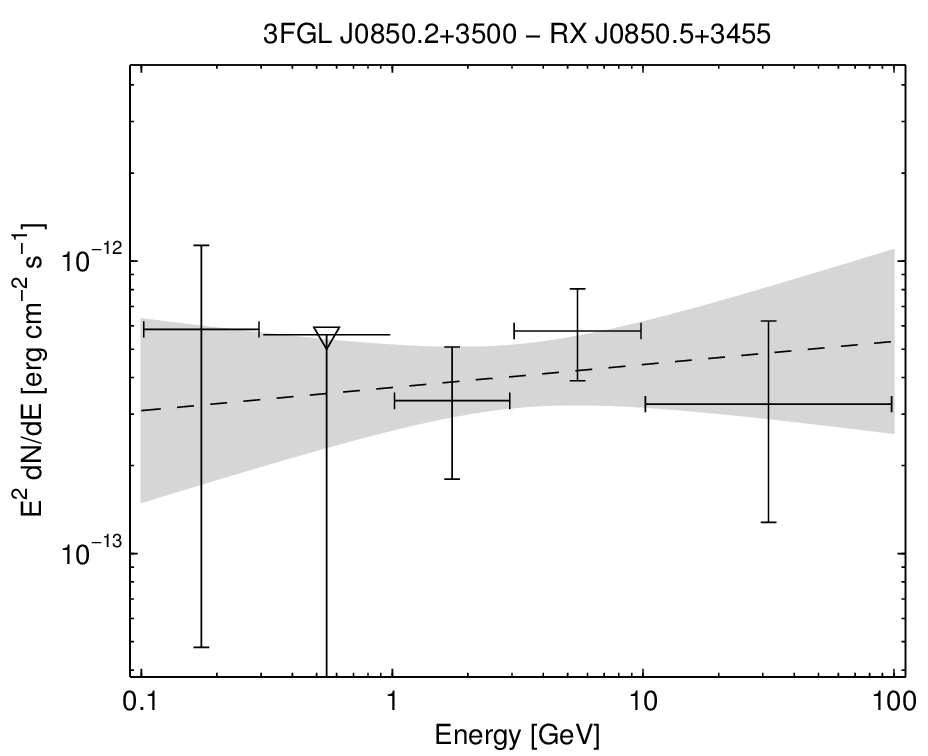 3FGL J0850.2+3500 − RX J0850.5+3455
E² dN/dE [erg cm⁻² s⁻¹]
10⁻¹²
10⁻¹³
0.1 1 10 100
Energy [GeV]